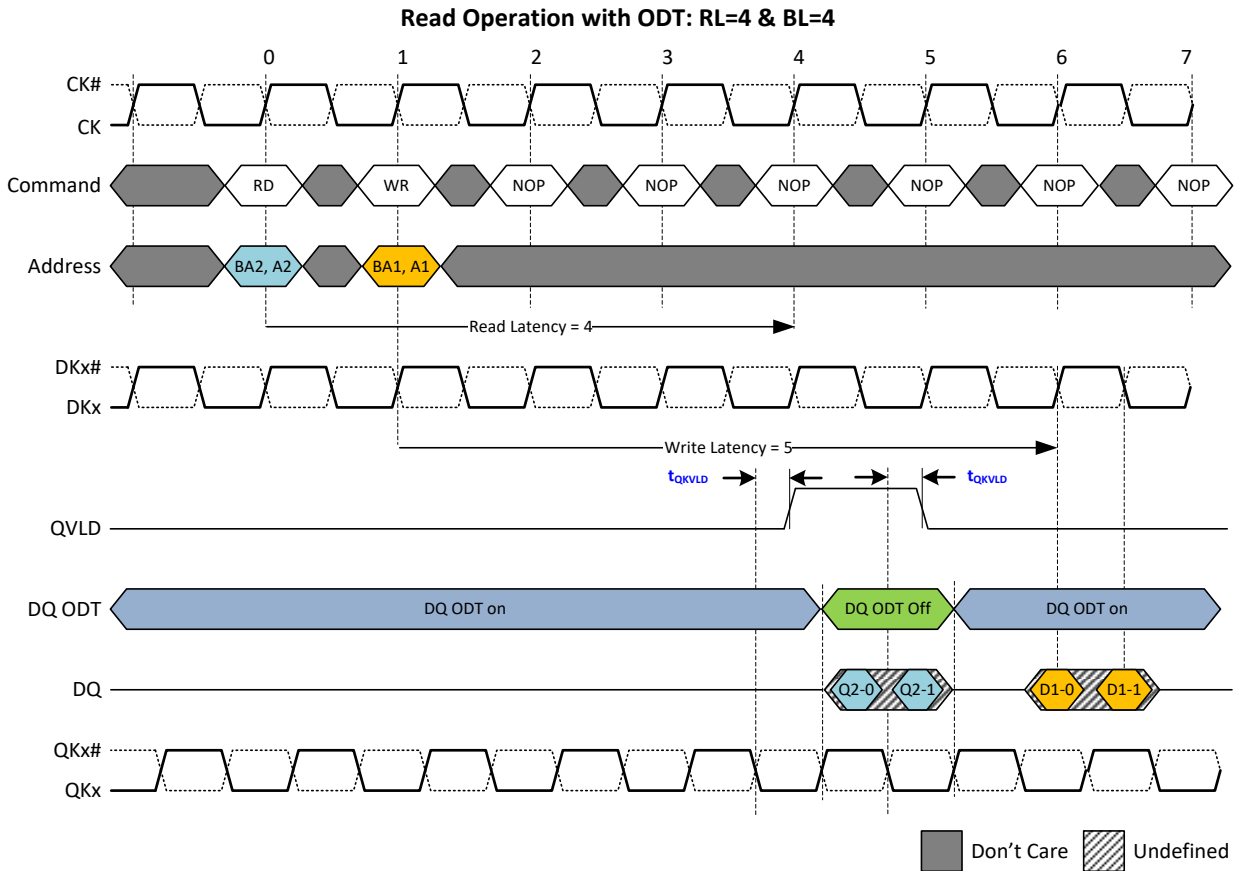 Read Operation with ODT: RL=4 & BL=4
0 1 2 3 4 5 6 7
CK#
CK
Command RD WR NOP NOP NOP NOP NOP NOP
Address BA2, A2 BA1, A1
Read Latency = 4
DKx#
DKx
Write Latency = 5
tQKVLD tQKVLD
QVLD
DQ ODT DQ ODT on DQ ODT Off DQ ODT on
DQ Q2-0 Q2-1 D1-0 D1-1
QKx#
QKx
Don't Care Undefined